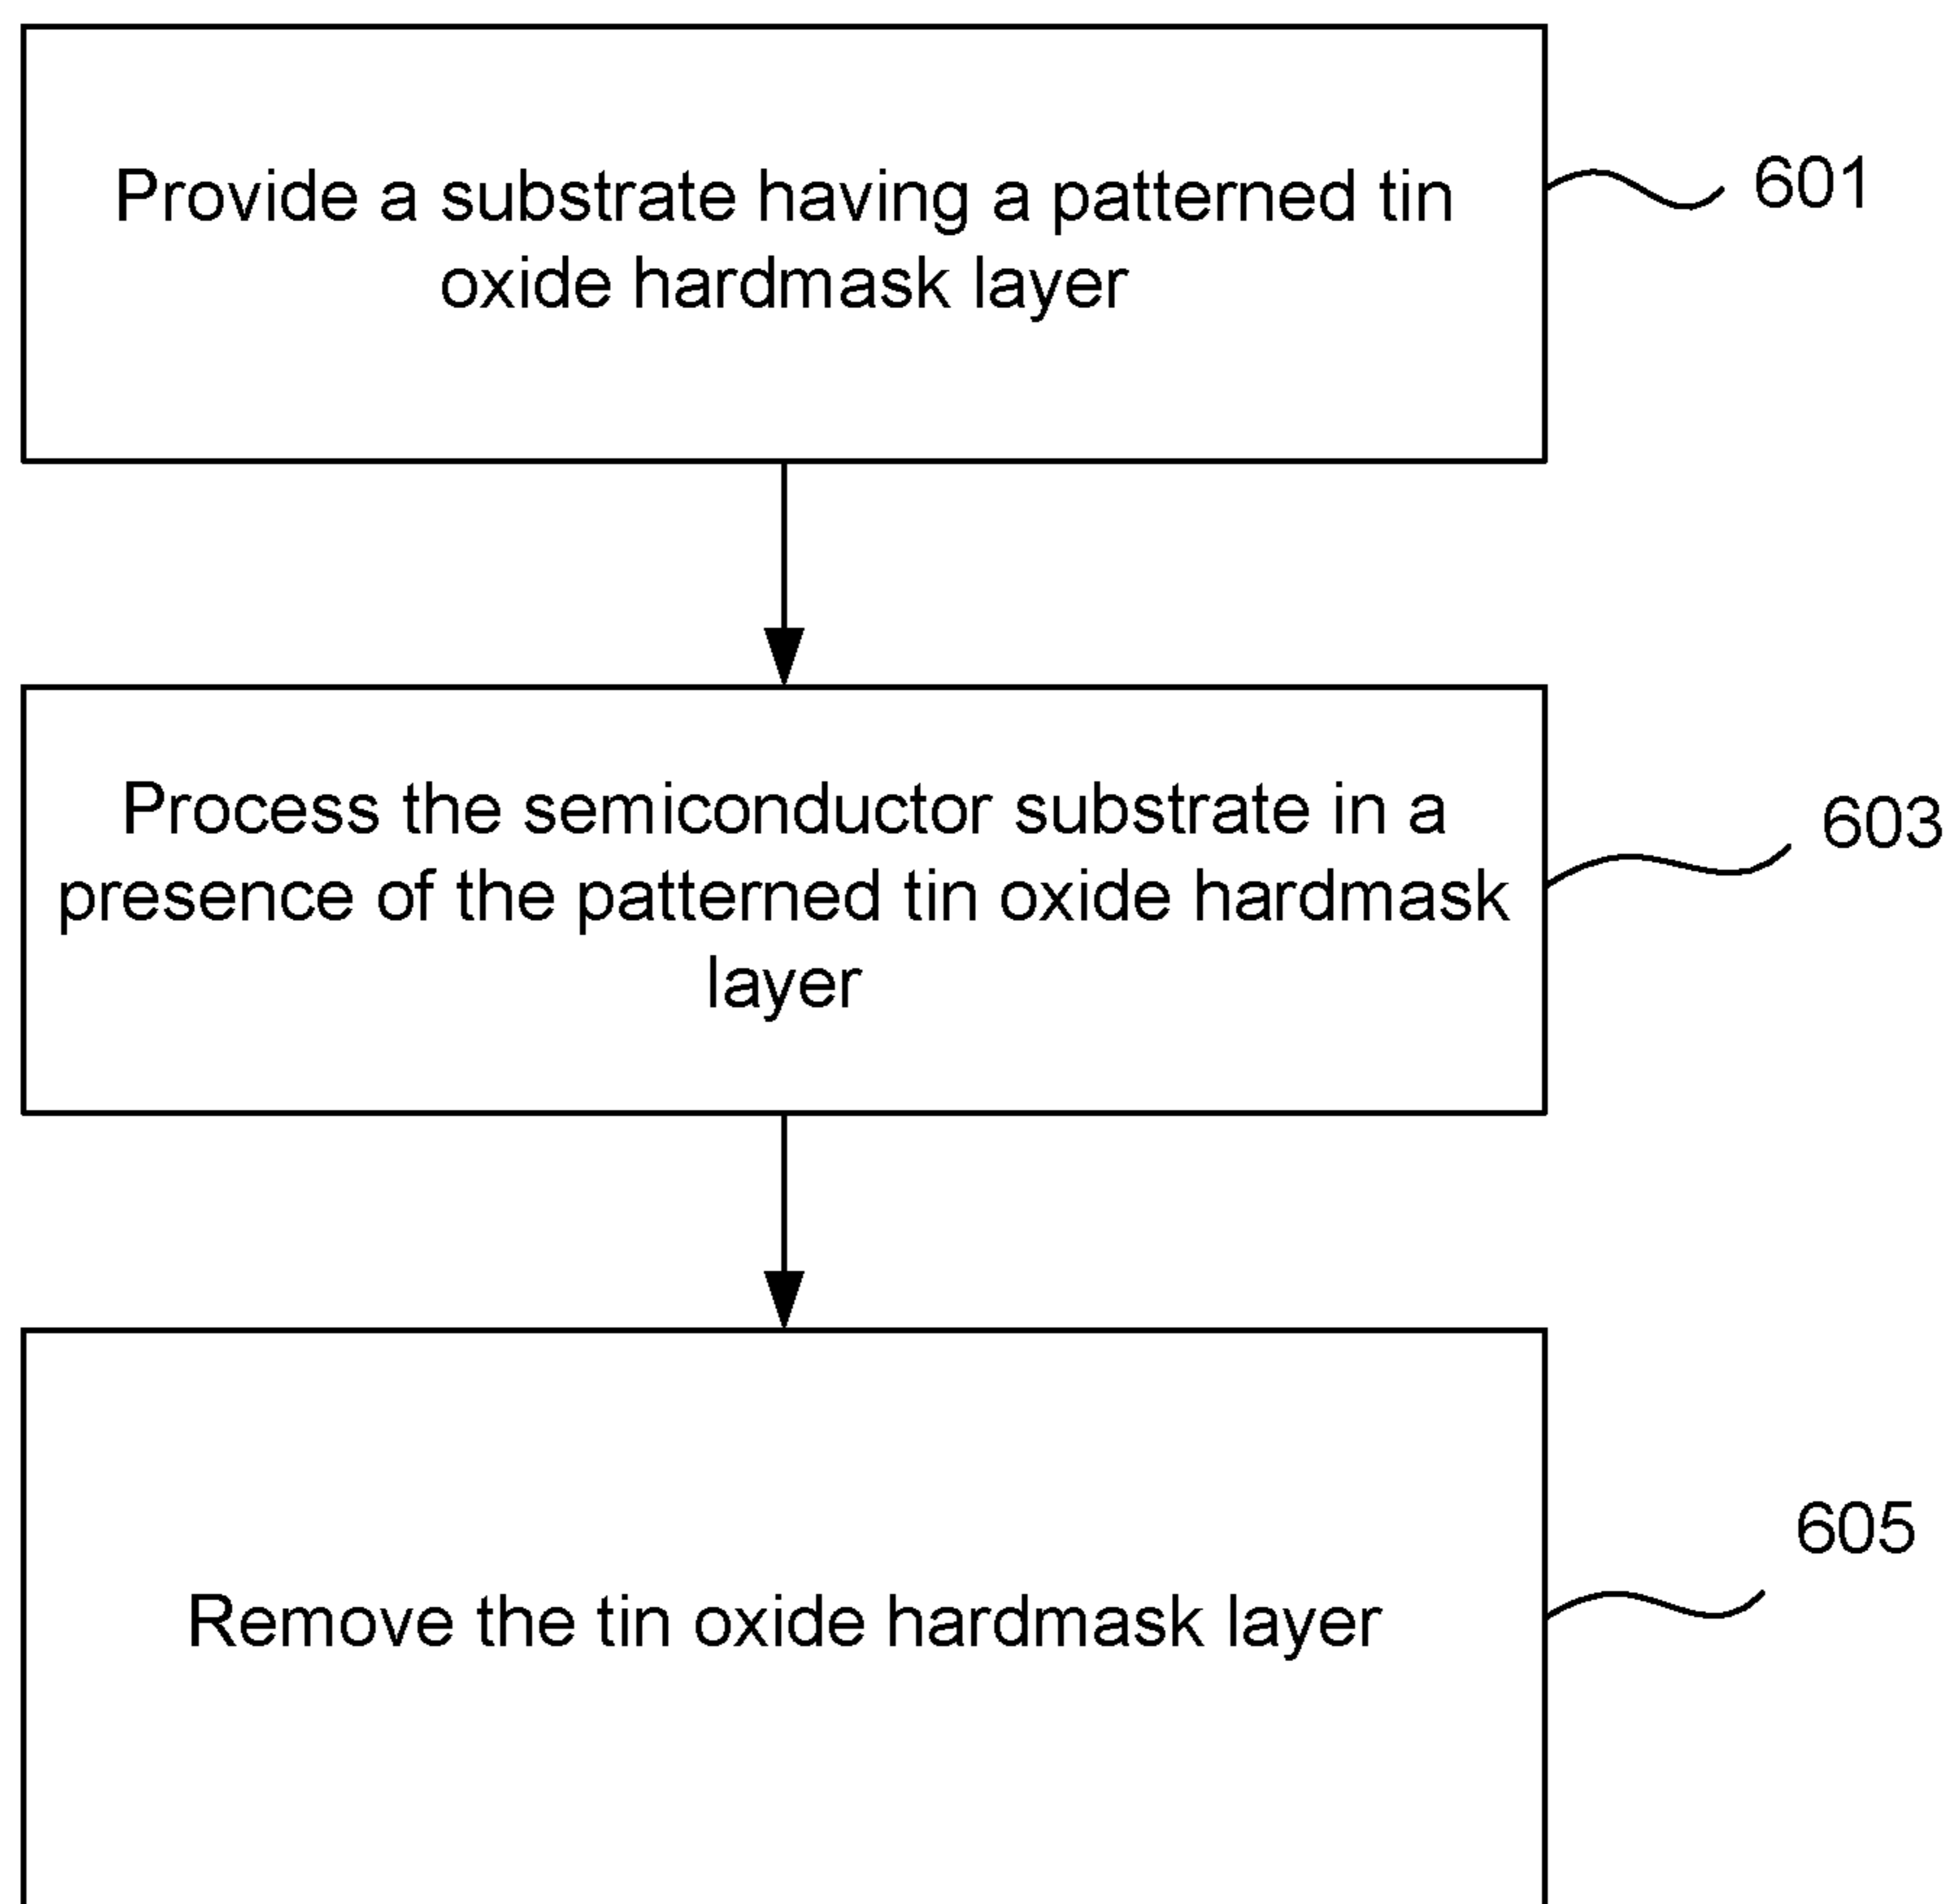 Provide a substrate having a patterned tin
oxide hardmask layer
601
Process the semiconductor substrate in a
presence of the patterned tin oxide hardmask
layer
603
Remove the tin oxide hardmask layer
605